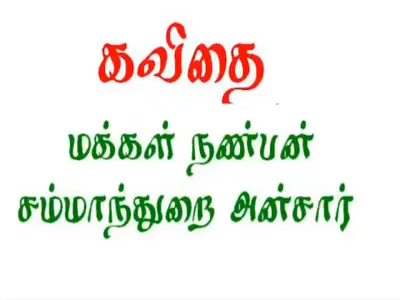 கவிதை
மக்கள் நண்பன்
சம்மாந்துறை அன்சார்